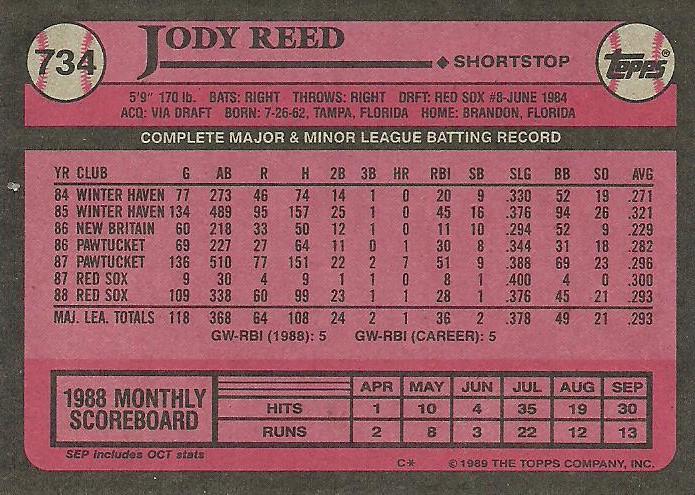 734
JODY REED
◆ SHORTSTOP
TOPPS®
5'9" 170 lb. BATS: RIGHT THROWS: RIGHT DRFT: RED SOX #8-JUNE 1984
ACQ: VIA DRAFT BORN: 7-26-62, TAMPA, FLORIDA HOME: BRANDON, FLORIDA
COMPLETE MAJOR & MINOR LEAGUE BATTING RECORD
YR CLUB G AB R H 2B 3B HR RBI SB SLG BB SO AVG
84 WINTER HAVEN 77 273 46 74 14 1 0 20 9 .330 52 19 .271
85 WINTER HAVEN 134 489 95 157 25 1 0 45 16 .376 94 26 .321
86 NEW BRITAIN 60 218 33 50 12 1 0 11 10 .294 52 9 .229
86 PAWTUCKET 69 227 27 64 11 0 1 30 8 .344 31 18 .282
87 PAWTUCKET 136 510 77 151 22 2 7 51 9 .388 69 23 .296
87 RED SOX 9 30 4 9 1 1 0 8 1 .400 4 0 .300
88 RED SOX 109 338 60 99 23 1 1 28 1 .376 45 21 .293
MAJ. LEA. TOTALS 118 368 64 108 24 2 1 36 2 .378 49 21 .293
GW-RBI (1988): 5 GW-RBI (CAREER): 5
1988 MONTHLY SCOREBOARD
APR MAY JUN JUL AUG SEP
HITS 1 10 4 35 19 30
RUNS 2 8 3 22 12 13
SEP includes OCT stats
C* © 1989 THE TOPPS COMPANY, INC.